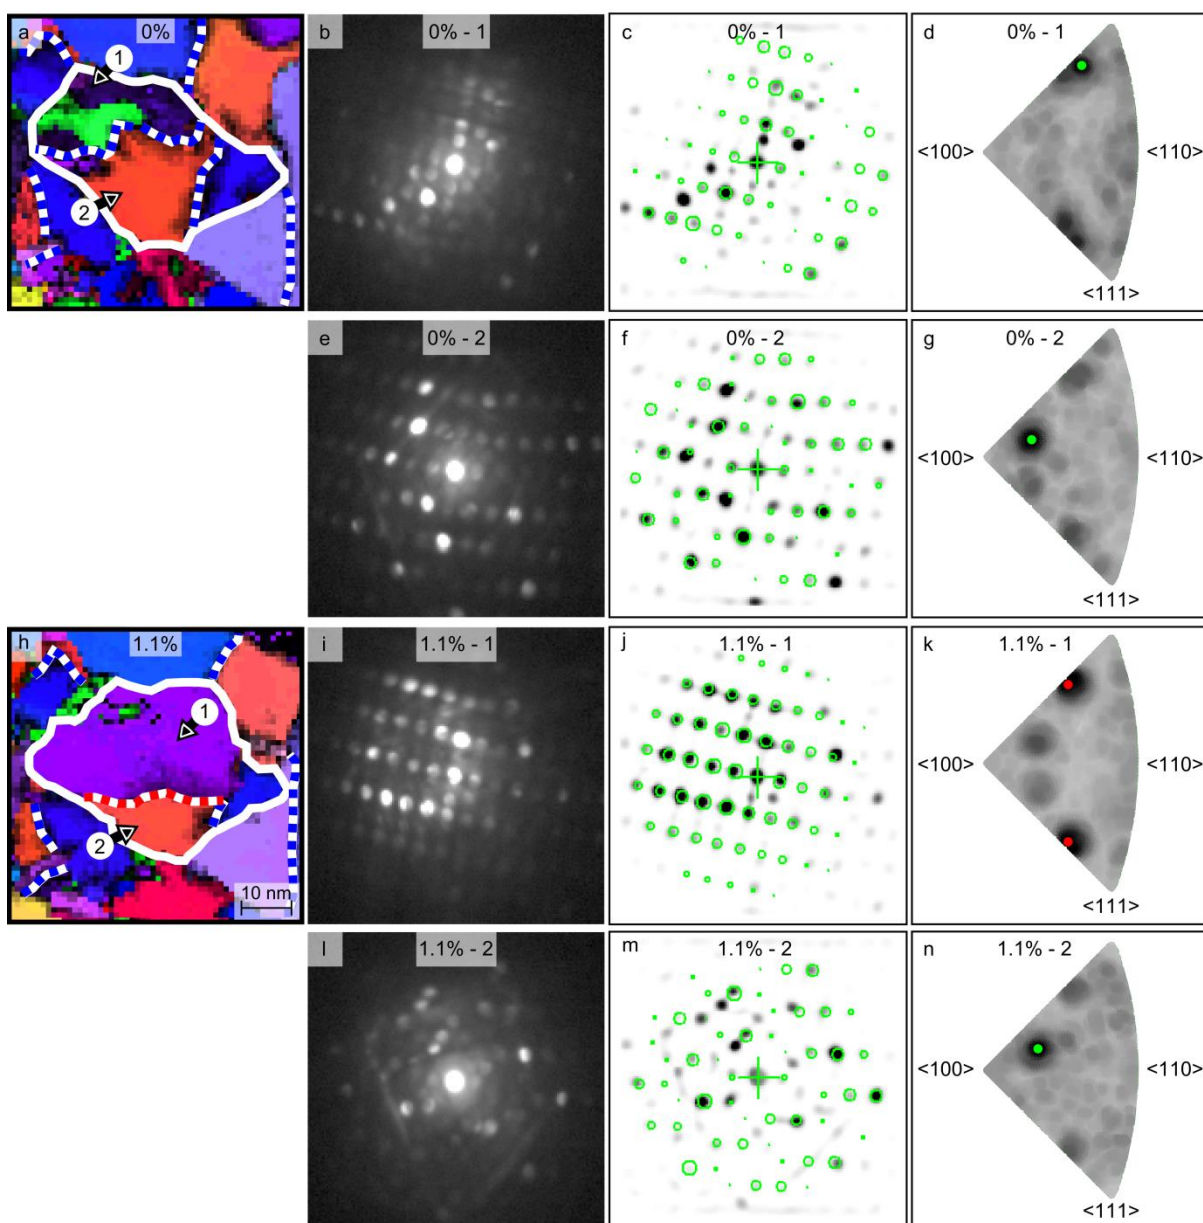 a 0% b 0% - 1 c 0% - 1 d 0% - 1
1
2
<100> <110>
<111>
e 0% - 2 f 0% - 2 g 0% - 2
<100> <110>
<111>
h 1.1% i 1.1% - 1 j 1.1% - 1 k 1.1% - 1
1
2
10 nm
<100> <110>
<111>
l 1.1% - 2 m 1.1% - 2 n 1.1% - 2
<100> <110>
<111>